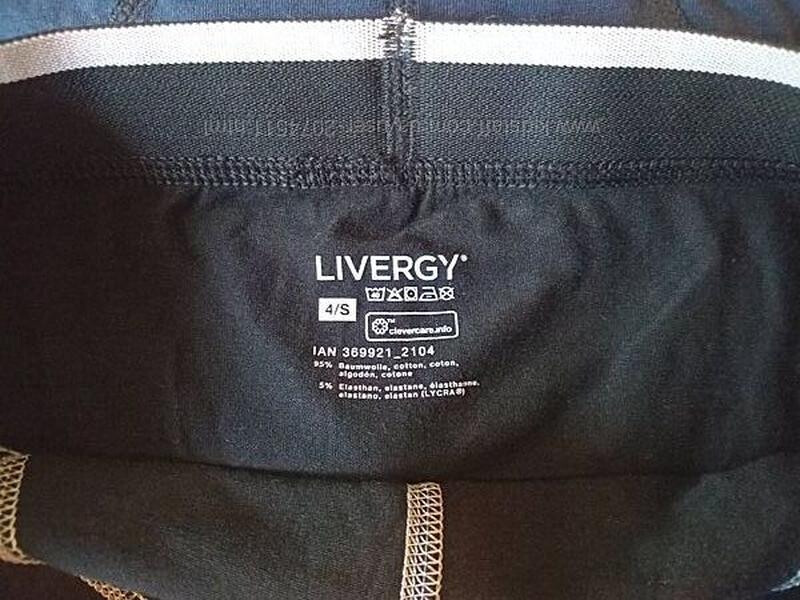 LIVERGY®
4/S
™
clevercare.info
IAN 369921_2104
95% Baumwolle, cotton, coton,
algodón, cotone
5% Elasthan, elastane, élasthanne,
elastano, elastan (LYCRA®)